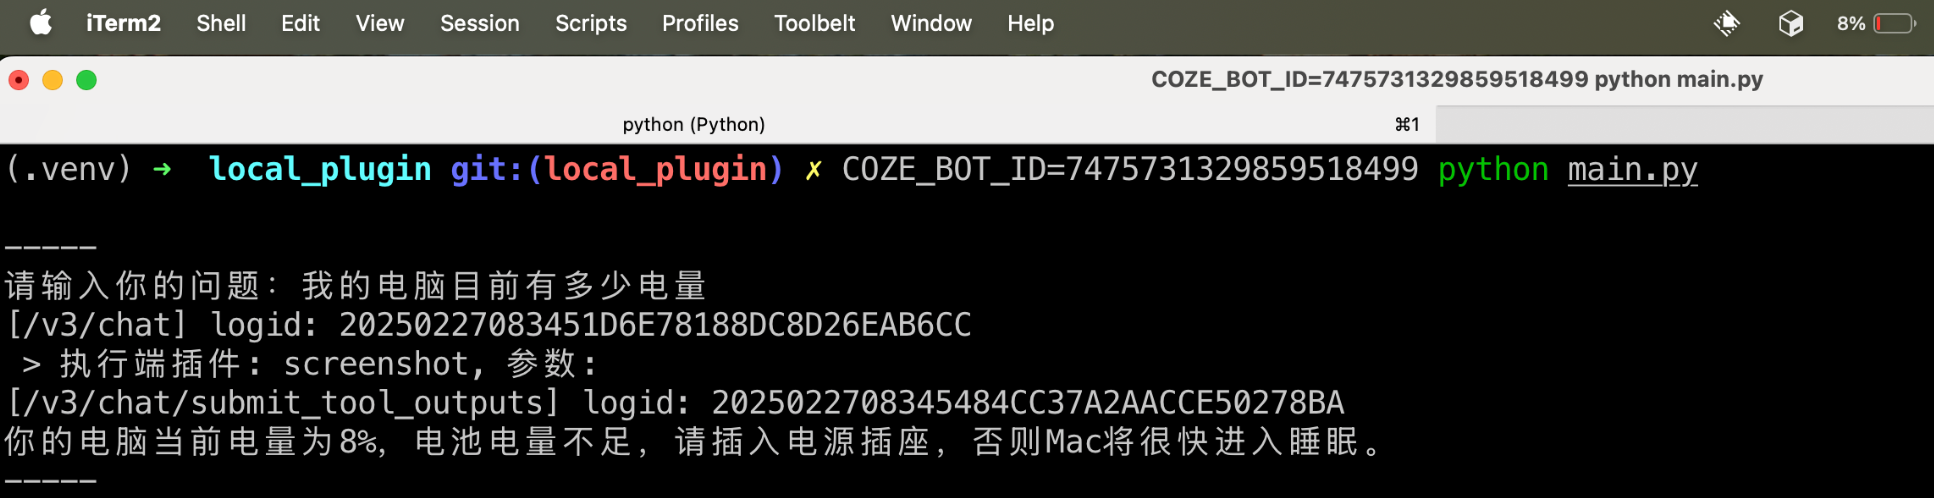 iTerm2 Shell Edit View Session Scripts Profiles Toolbelt Window Help 8%
COZE_BOT_ID=7475731329859518499 python main.py
python (Python) ⌘1
(.venv) → local_plugin git:(local_plugin) ✗ COZE_BOT_ID=7475731329859518499 python main.py
-----
请输入你的问题: 我的电脑目前有多少电量
[/v3/chat] logid: 20250227083451D6E78188DC8D26EAB6CC
> 执行端插件: screenshot, 参数:
[/v3/chat/submit_tool_outputs] logid: 2025022708345484CC37A2AACCE50278BA
你的电脑当前电量为8%, 电池电量不足, 请插入电源插座, 否则Mac将很快进入睡眠。
-----